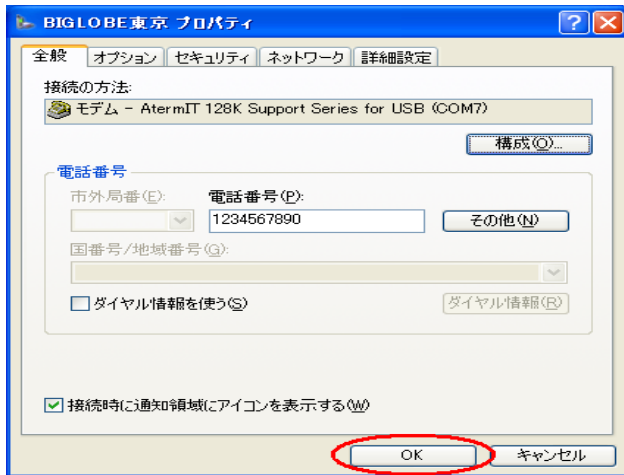 BIGLOBE東京 プロパティ
全般 オプション セキュリティ ネットワーク 詳細設定
接続の方法:
モデム - AtermIT 128K Support Series for USB (COM7)
構成(O)...
電話番号
市外局番(E): 電話番号(P):
1234567890 その他(N)
国番号/地域番号(G):
ダイヤル情報を使う(S) ダイヤル情報(R)
接続時に通知領域にアイコンを表示する(W)
OK キャンセル